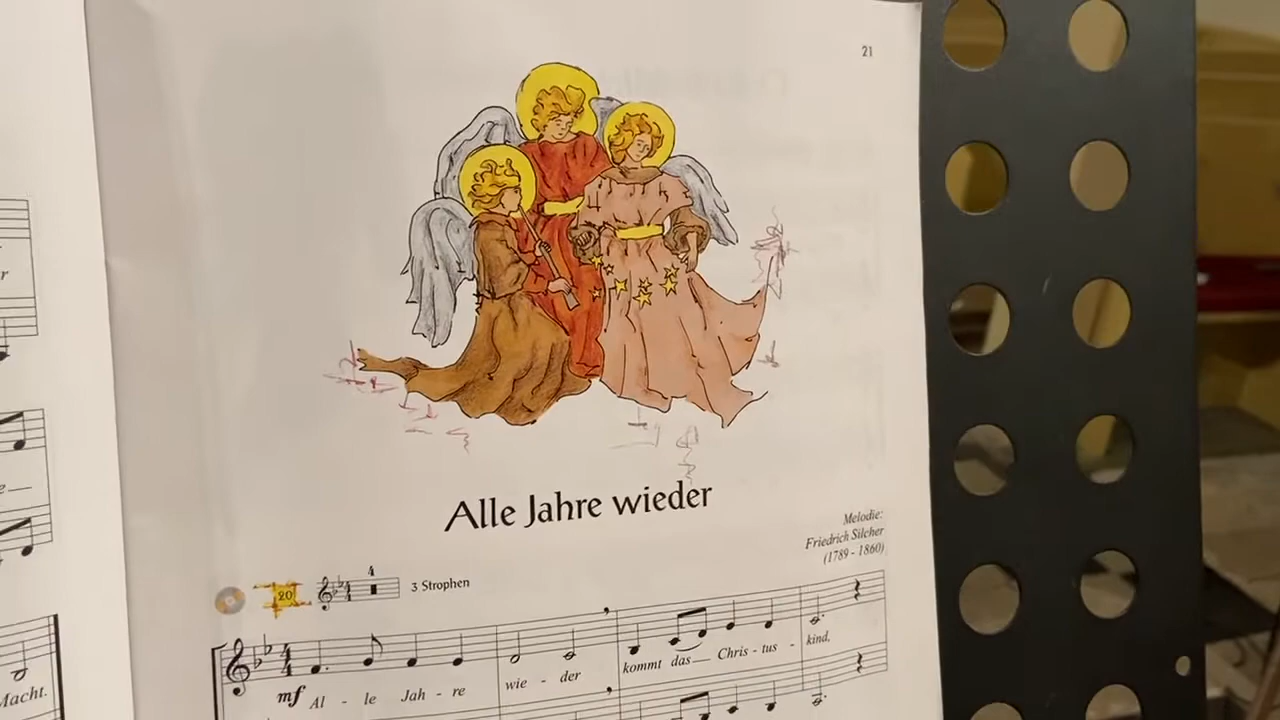 21
Alle Jahre wieder
Melodie:
Friedrich Silcher
(1789 - 1860)
20
4
3 Strophen
mf Al - le Jah - re wie - der kommt das Chris - tus - kind,
r
e
Macht.